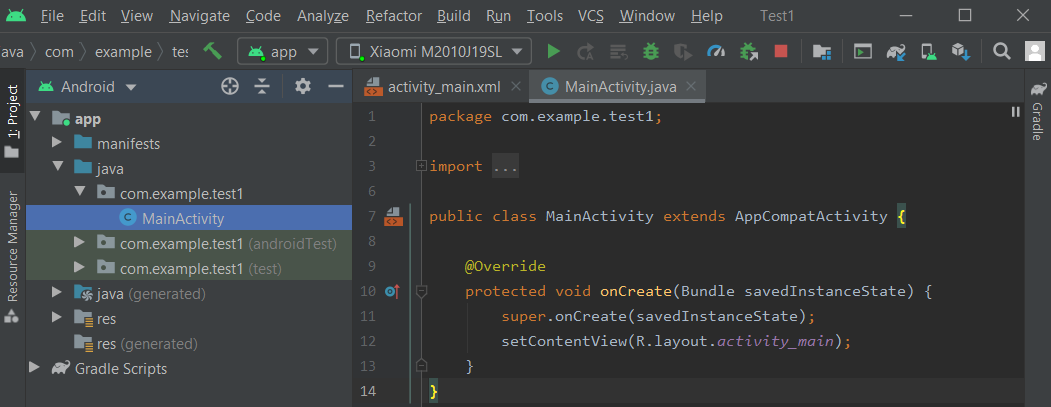 File Edit View Navigate Code Analyze Refactor Build Run Tools VCS Window Help Test1
ava com example tes app Xiaomi M2010J19SL
1: Project
Resource Manager
Android
app
manifests
java
com.example.test1
MainActivity
com.example.test1 (androidTest)
com.example.test1 (test)
java (generated)
res
res (generated)
Gradle Scripts
activity_main.xml MainActivity.java
1 package com.example.test1;
2
3 import ...
6
7 public class MainActivity extends AppCompatActivity {
8
9 @Override
10 protected void onCreate(Bundle savedInstanceState) {
11 super.onCreate(savedInstanceState);
12 setContentView(R.layout.activity_main);
13 }
14 }
Gradle